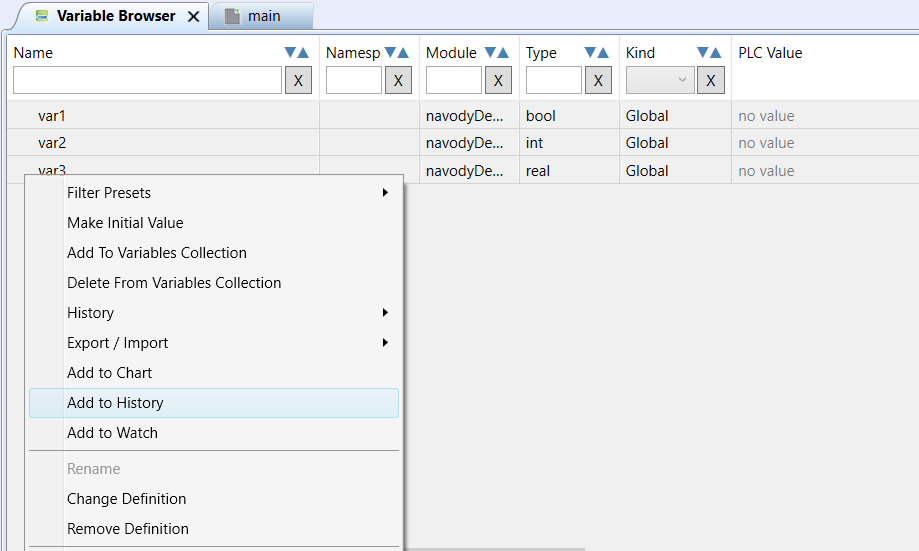 Variable Browser X main
Name Namesp Module Type Kind PLC Value
X X X X X
var1 navodyDe... bool Global no value
var2 navodyDe... int Global no value
var3 navodyDe... real Global no value
Filter Presets
Make Initial Value
Add To Variables Collection
Delete From Variables Collection
History
Export / Import
Add to Chart
Add to History
Add to Watch
Rename
Change Definition
Remove Definition